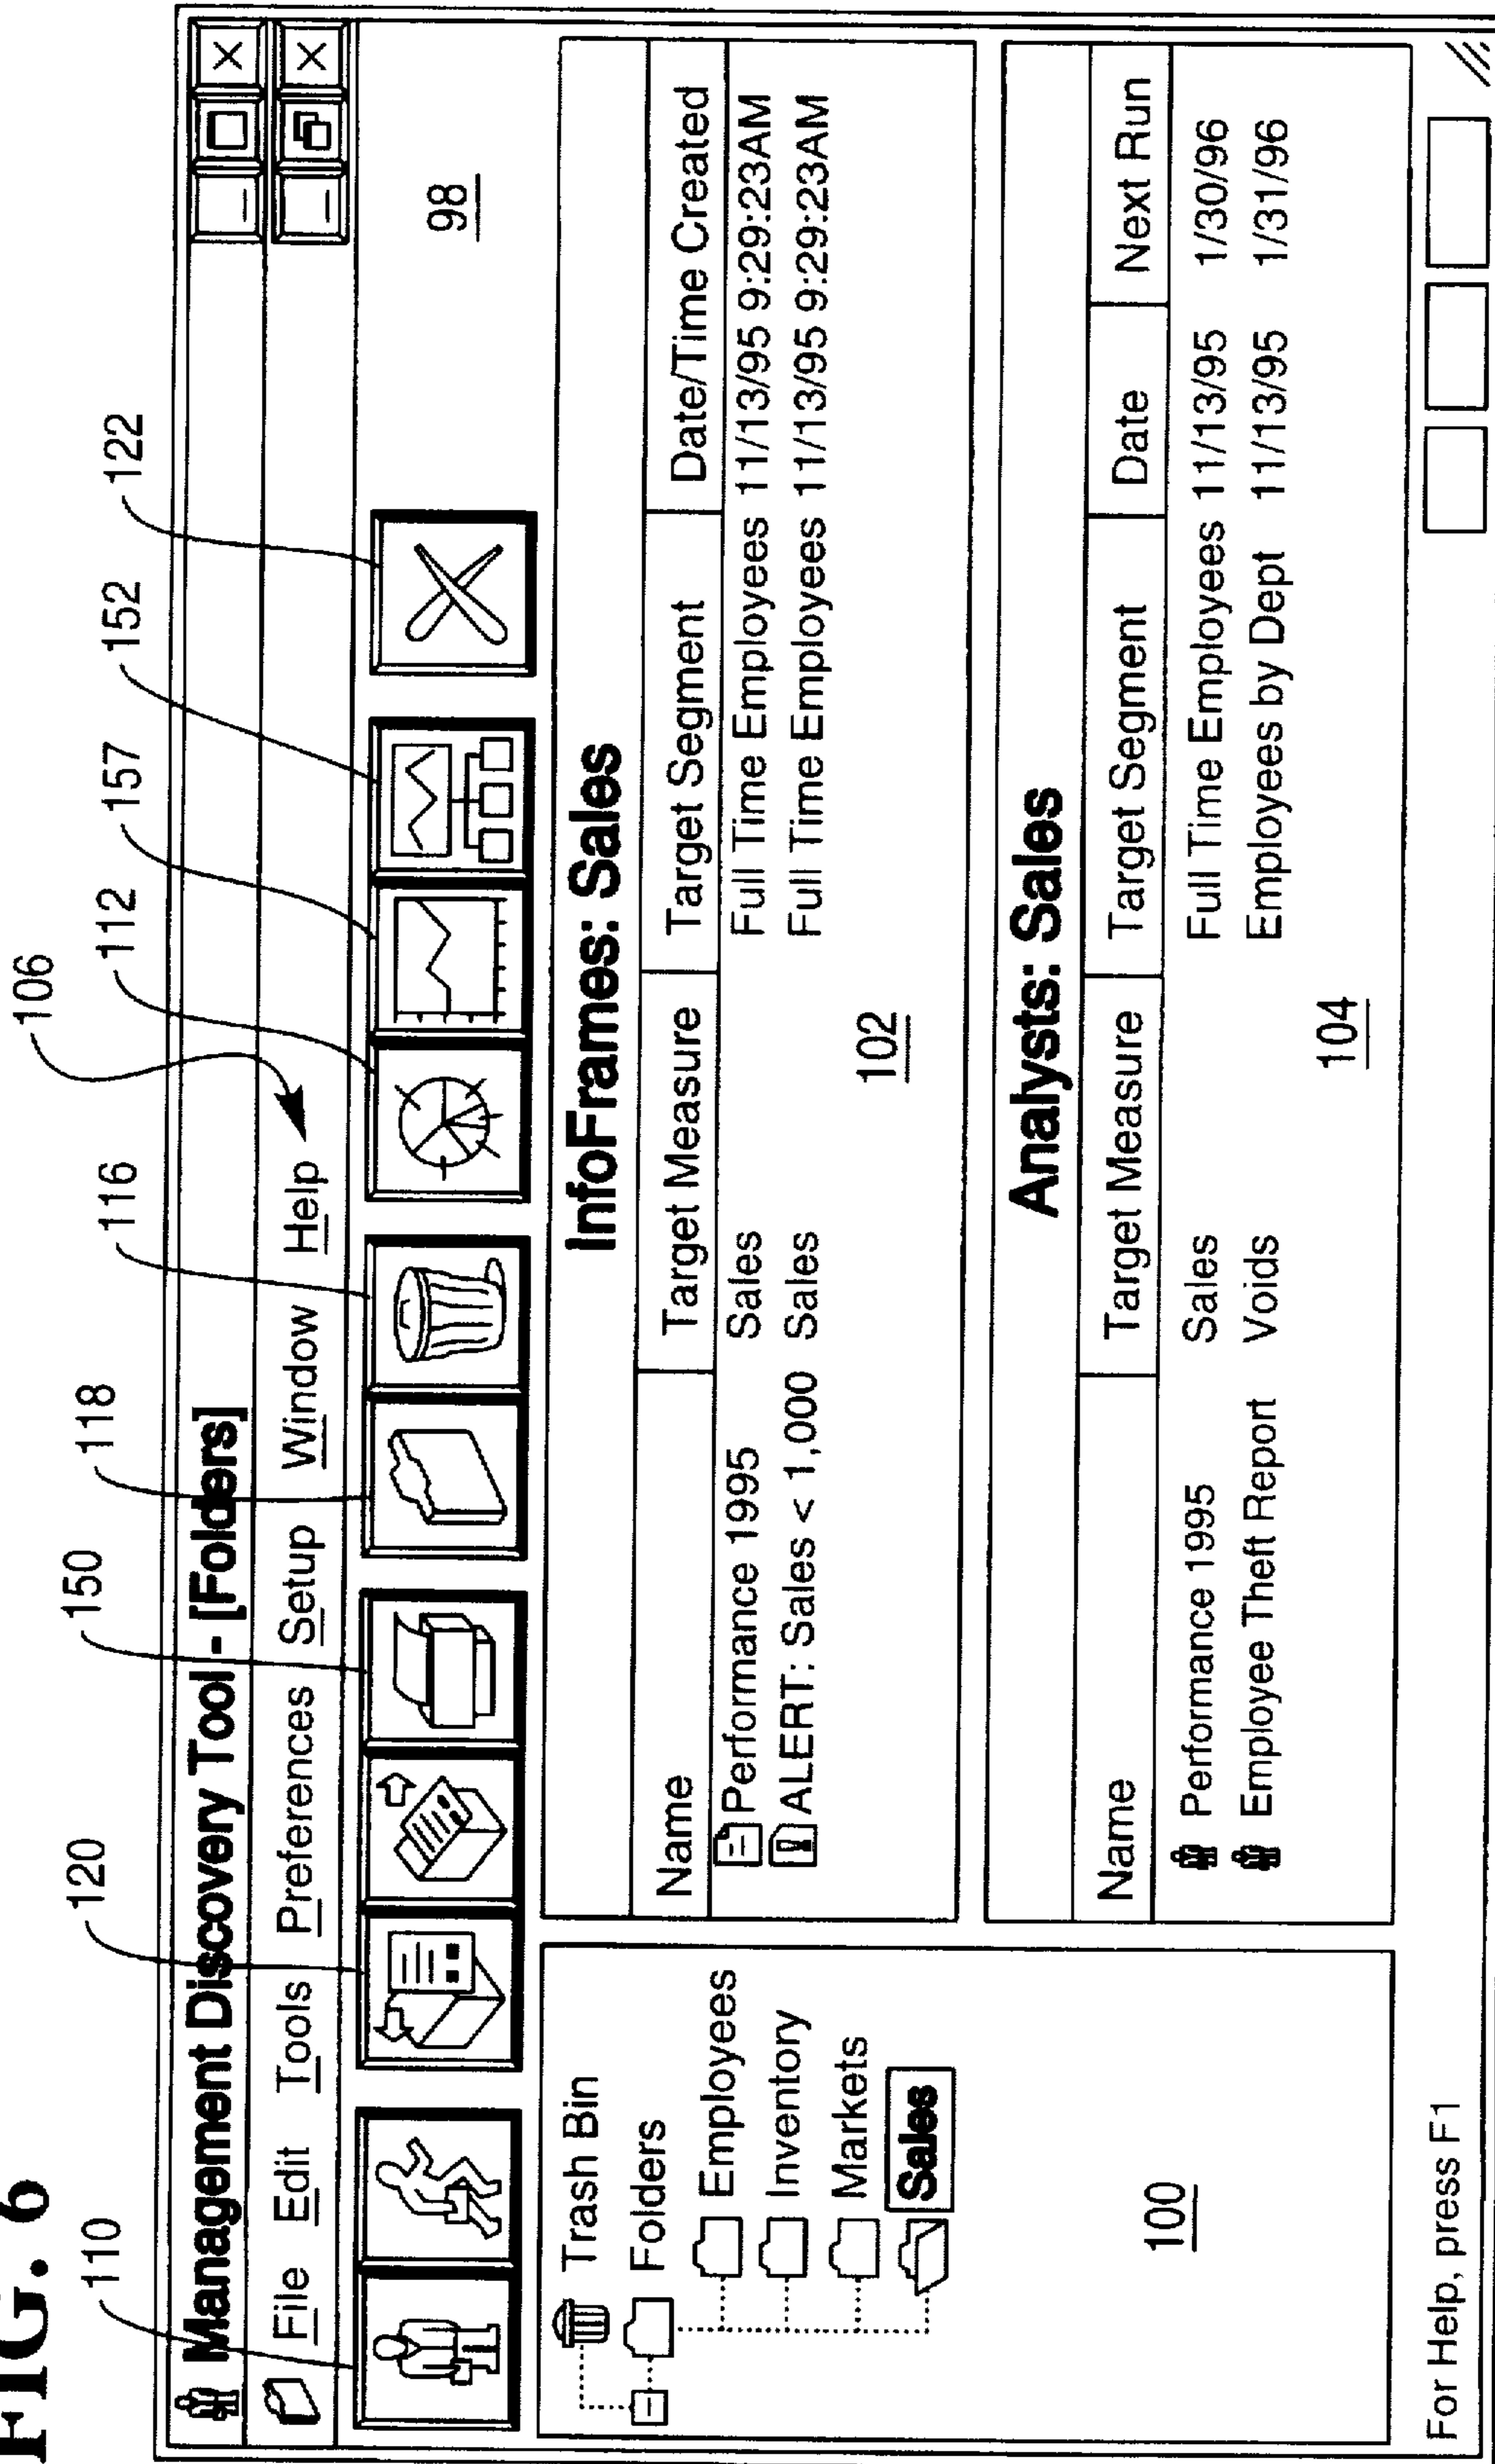 FIG. 6
106
110 120 150 118 116 112 157 152 122
Management Discovery Tool - [Folders]
File Edit Tools Preferences Setup Window Help
98
Trash Bin
Folders
Employees
Inventory
Markets
Sales
100
InfoFrames: Sales
Name Target Measure Target Segment Date/Time Created
Performance 1995 Sales Full Time Employees 11/13/95 9:29:23AM
ALERT: Sales < 1,000 Sales Full Time Employees 11/13/95 9:29:23AM
102
Analysts: Sales
Name Target Measure Target Segment Date Next Run
Performance 1995 Sales Full Time Employees 11/13/95 1/30/96
Employee Theft Report Voids Employees by Dept 11/13/95 1/31/96
104
For Help, press F1